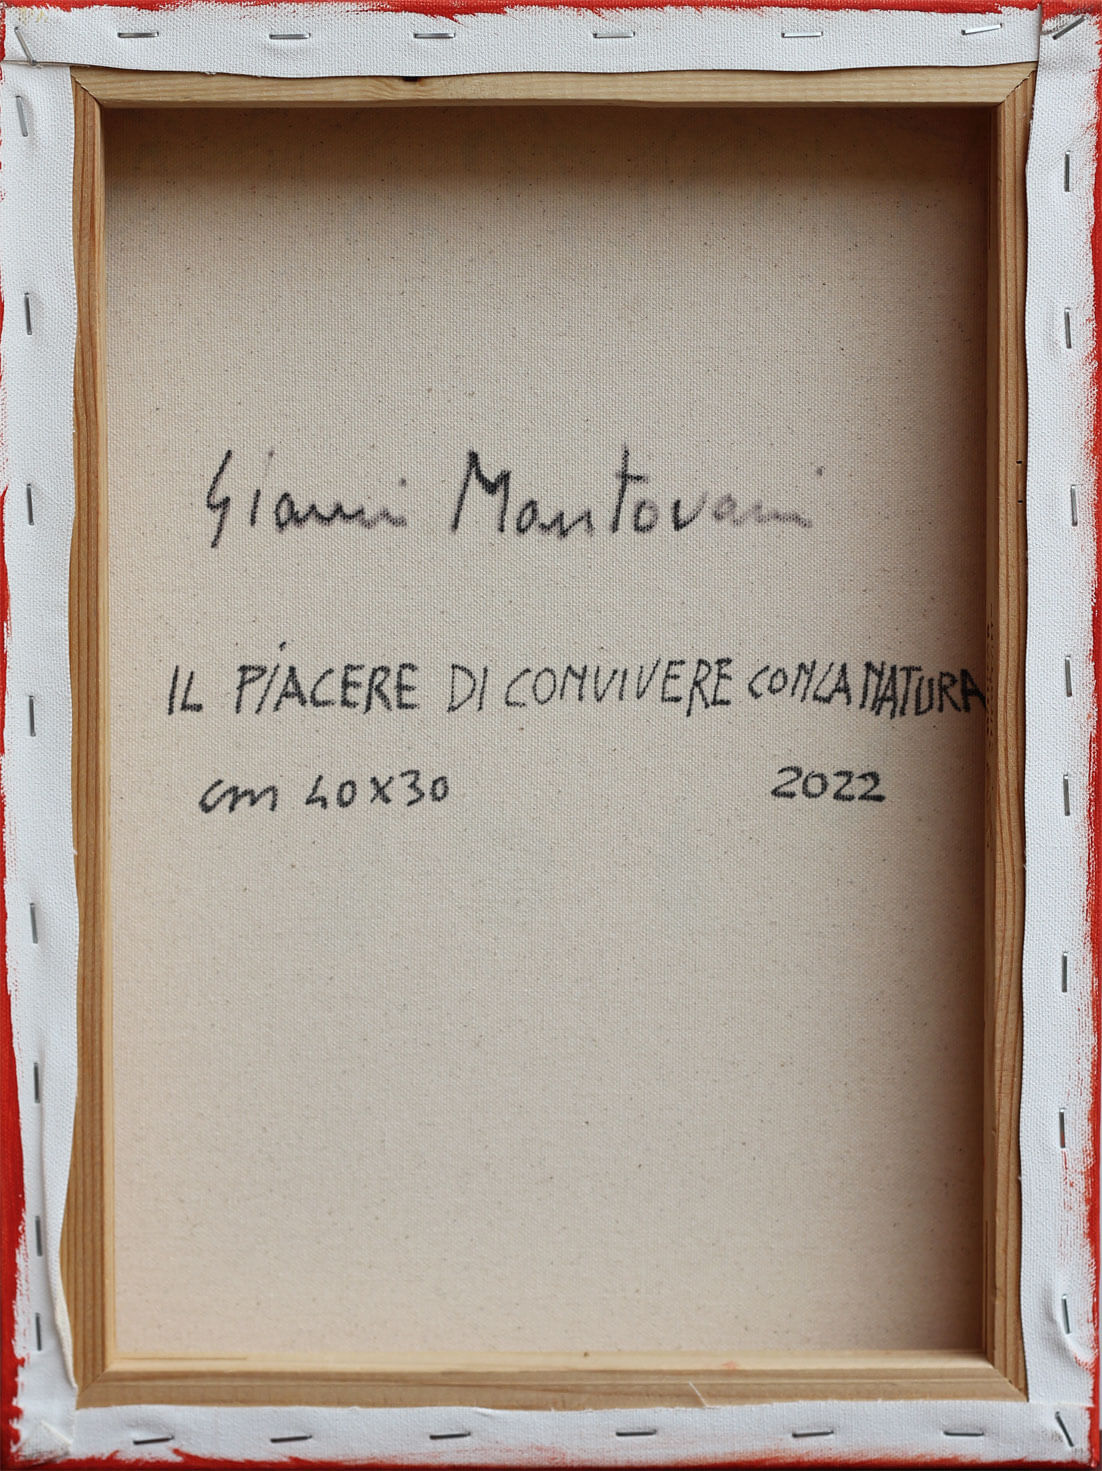 Gianni Mantovani
IL PIACERE DI CONVIVERE CON LA NATURA
cm 40x30 2022